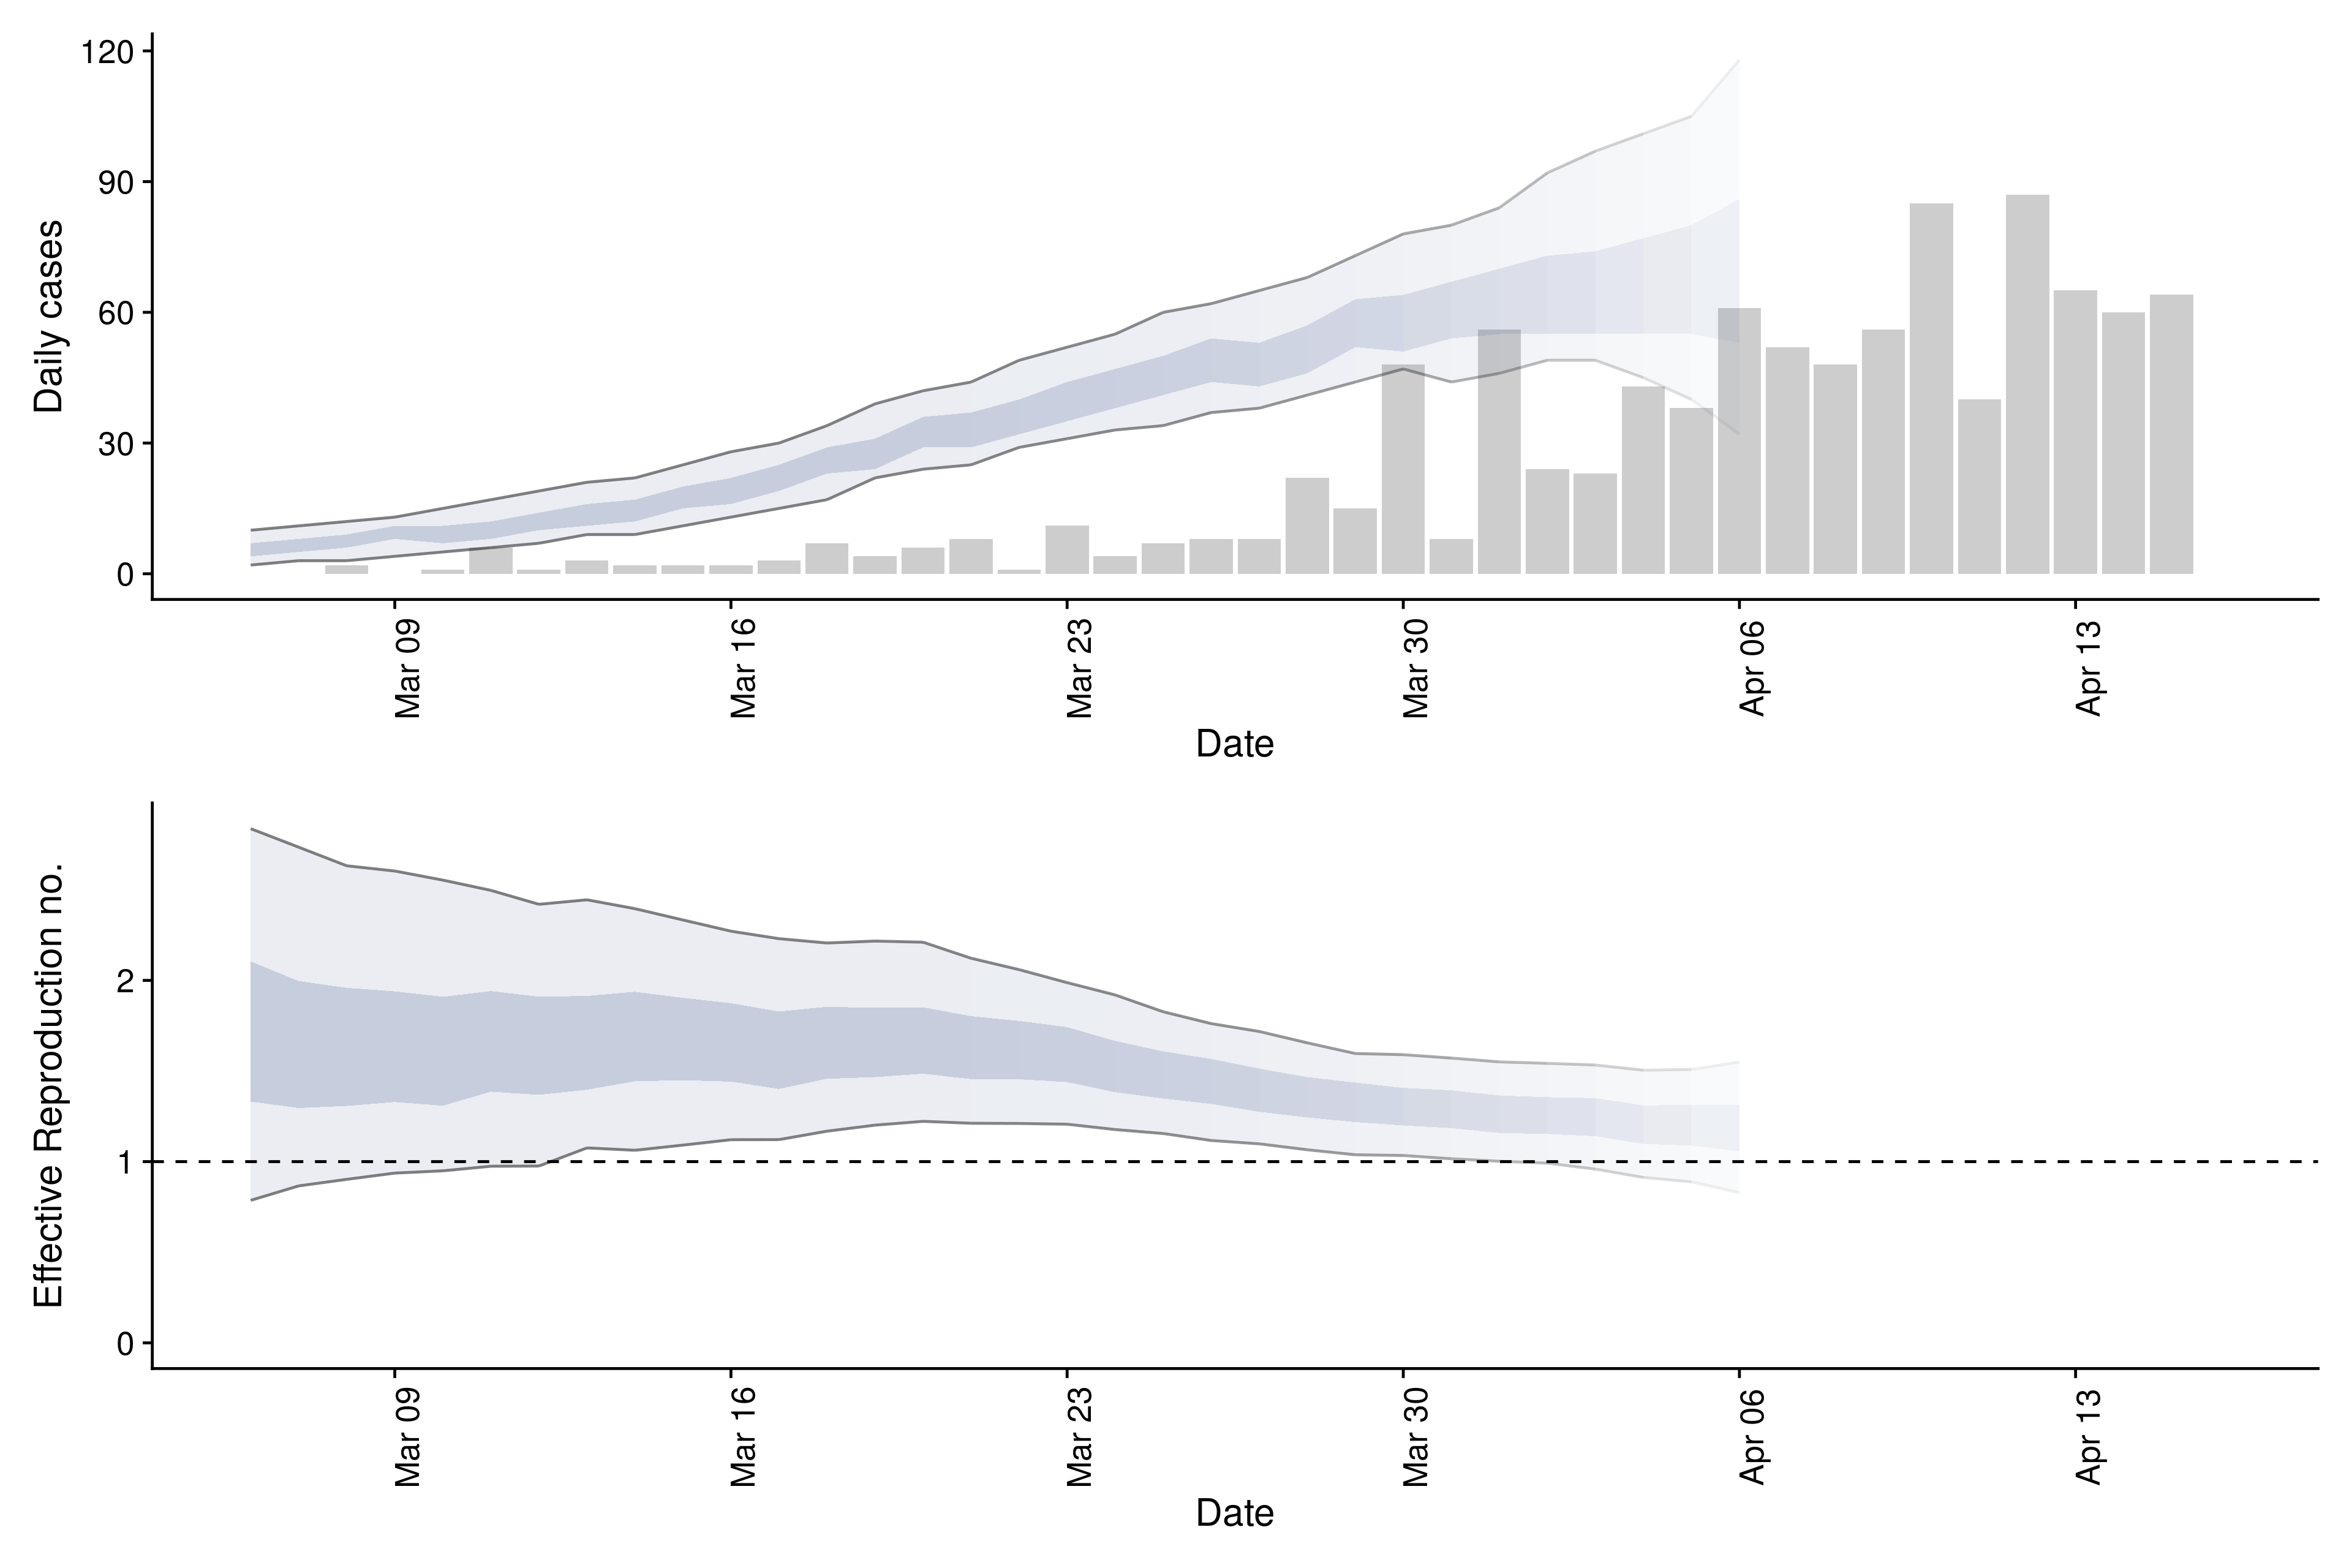 Daily cases
120
90
60
30
0
Mar 09
Mar 16
Mar 23
Mar 30
Apr 06
Apr 13
Date
Effective Reproduction no.
2
1
0
Mar 09
Mar 16
Mar 23
Mar 30
Apr 06
Apr 13
Date